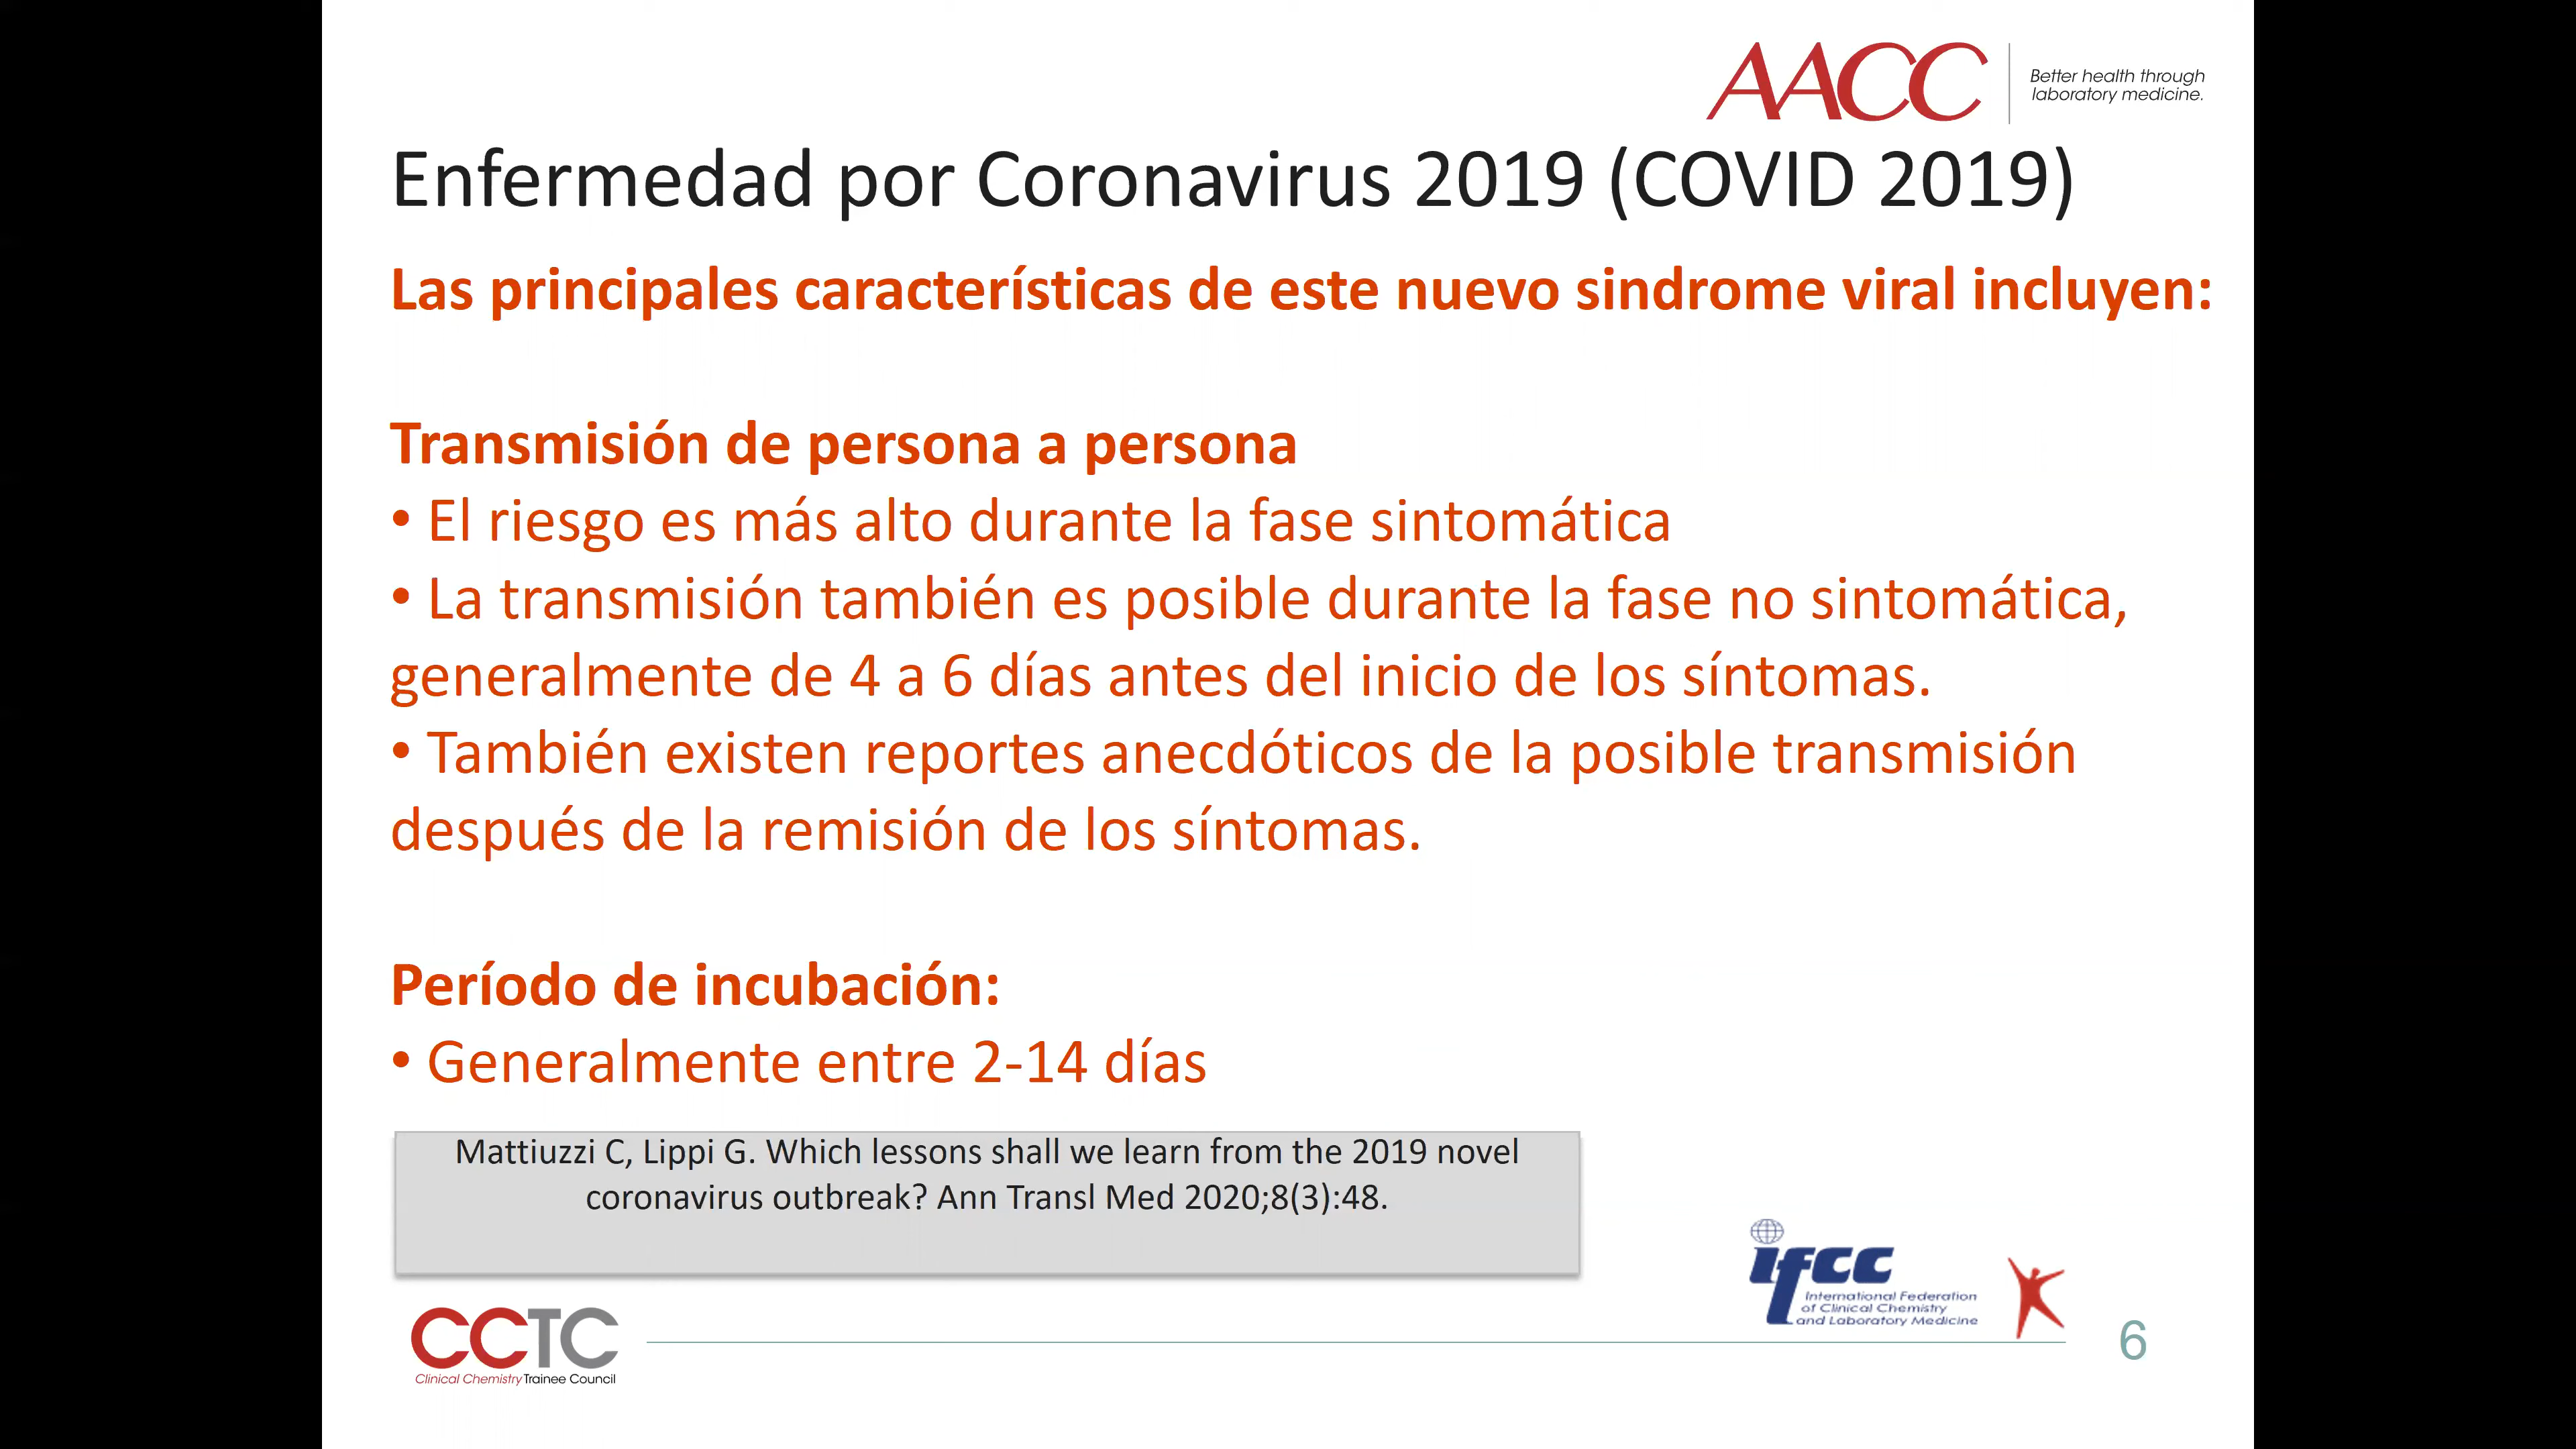 AACC
Better health through
laboratory medicine.
Enfermedad por Coronavirus 2019 (COVID 2019)
Las principales características de este nuevo sindrome viral incluyen:
Transmisión de persona a persona
• El riesgo es más alto durante la fase sintomática
• La transmisión también es posible durante la fase no sintomática,
generalmente de 4 a 6 días antes del inicio de los síntomas.
• También existen reportes anecdóticos de la posible transmisión
después de la remisión de los síntomas.
Período de incubación:
• Generalmente entre 2-14 días
Mattiuzzi C, Lippi G. Which lessons shall we learn from the 2019 novel
coronavirus outbreak? Ann Transl Med 2020;8(3):48.
ifcc
International Federation
of Clinical Chemistry
and Laboratory Medicine
CCTC
Clinical Chemistry Trainee Council
6